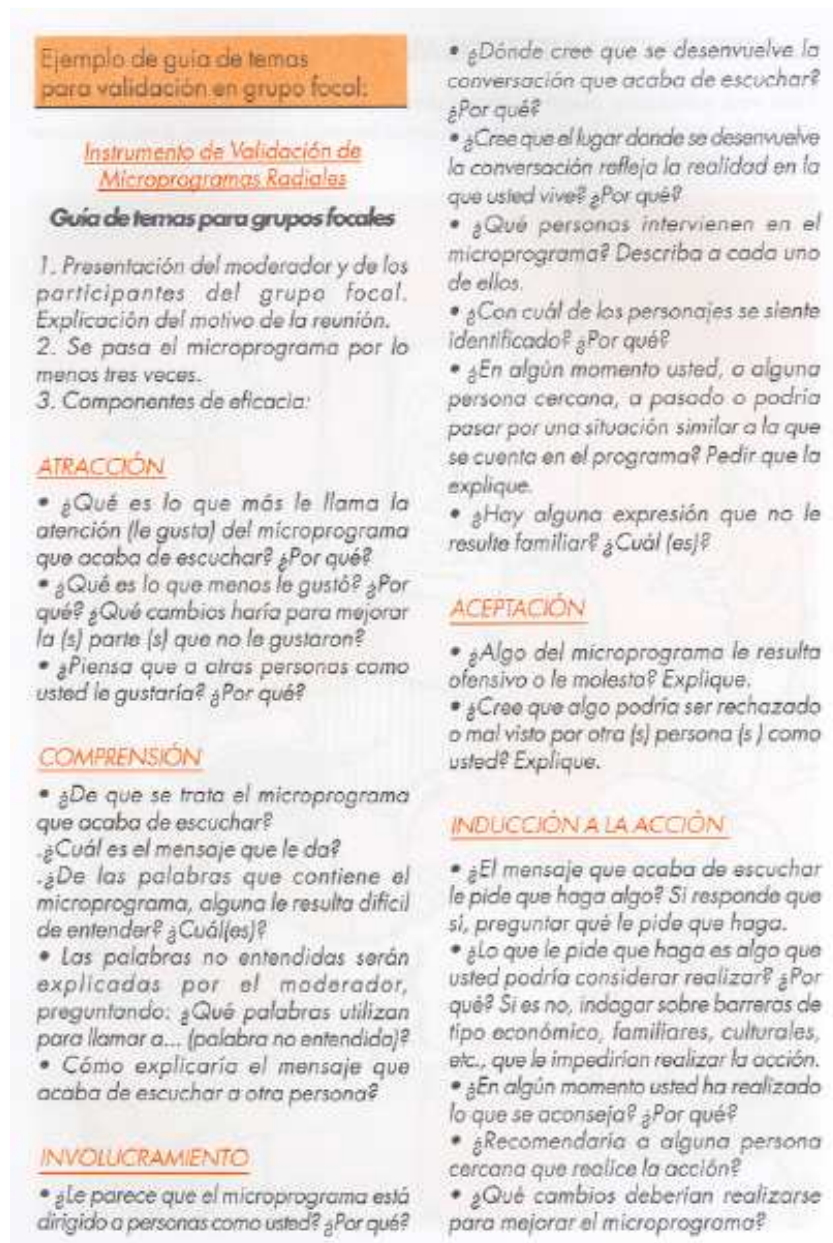 Ejemplo de guía de temas
para validación en grupo focal:
Instrumento de Validación de
Microprogramas Radiales
Guía de temas para grupos focales
1. Presentación del moderador y de los
participantes del grupo focal.
Explicación del motivo de la reunión.
2. Se pasa el microprograma por lo
menos tres veces.
3. Componentes de eficacia:
ATRACCIÓN
• ¿Qué es lo que más le llama la
atención (le gusta) del microprograma
que acaba de escuchar? ¿Por qué?
• ¿Qué es lo que menos le gustó? ¿Por
qué? ¿Qué cambios haría para mejorar
la (s) parte (s) que no le gustaron?
• ¿Piensa que a otras personas como
usted le gustaría? ¿Por qué?
COMPRENSIÓN
• ¿De que se trata el microprograma
que acaba de escuchar?
.¿Cuál es el mensaje que le da?
.¿De las palabras que contiene el
microprograma, alguna le resulta difícil
de entender? ¿Cuál(es)?
• Las palabras no entendidas serán
explicadas por el moderador,
preguntando: ¿Qué palabras utilizan
para llamar a... (palabra no entendida)?
• Cómo explicaría el mensaje que
acaba de escuchar a otra persona?
INVOLUCRAMIENTO
• ¿Le parece que el microprograma está
dirigido a personas como usted? ¿Por qué?
• ¿Dónde cree que se desenvuelve la
conversación que acaba de escuchar?
¿Por qué?
• ¿Cree que el lugar donde se desenvuelve
la conversación refleja la realidad en la
que usted vive? ¿Por qué?
• ¿Qué personas intervienen en el
microprograma? Describa a cada uno
de ellos.
• ¿Con cuál de los personajes se siente
identificado? ¿Por qué?
• ¿En algún momento usted, o alguna
persona cercana, a pasado o podría
pasar por una situación similar a la que
se cuenta en el programa? Pedir que la
explique.
• ¿Hay alguna expresión que no le
resulte familiar? ¿Cuál (es)?
ACEPTACIÓN
• ¿Algo del microprograma le resulta
ofensivo o le molesta? Explique.
• ¿Cree que algo podría ser rechazado
o mal visto por otra (s) persona (s ) como
usted? Explique.
INDUCCIÓN A LA ACCIÓN
• ¿El mensaje que acaba de escuchar
le pide que haga algo? Si responde que
sí, preguntar qué le pide que haga.
• ¿Lo que le pide que haga es algo que
usted podría considerar realizar? ¿Por
qué? Si es no, indagar sobre barreras de
tipo económico, familiares, culturales,
etc., que le impedirían realizar la acción.
• ¿En algún momento usted ha realizado
lo que se aconseja? ¿Por qué?
• ¿Recomendaría a alguna persona
cercana que realice la acción?
• ¿Qué cambios deberían realizarse
para mejorar el microprograma?